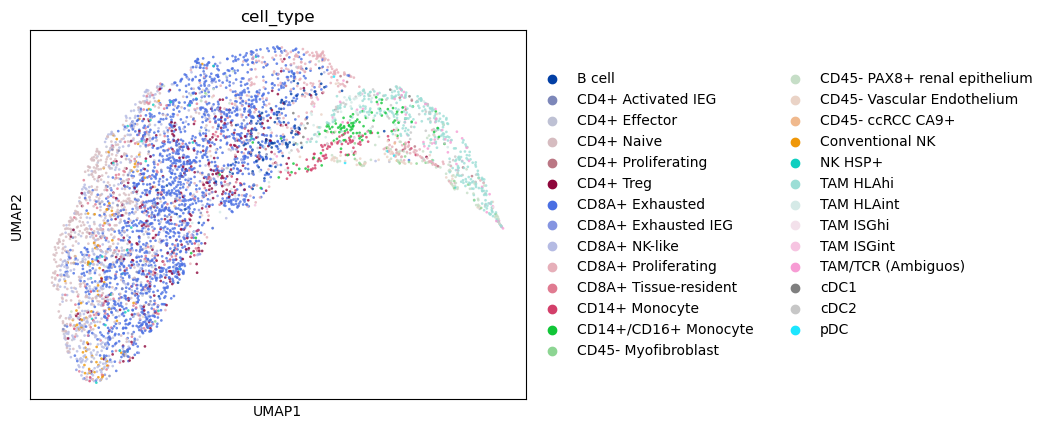 cell_type
UMAP2
UMAP1
B cell
CD4+ Activated IEG
CD4+ Effector
CD4+ Naive
CD4+ Proliferating
CD4+ Treg
CD8A+ Exhausted
CD8A+ Exhausted IEG
CD8A+ NK-like
CD8A+ Proliferating
CD8A+ Tissue-resident
CD14+ Monocyte
CD14+/CD16+ Monocyte
CD45- Myofibroblast
CD45- PAX8+ renal epithelium
CD45- Vascular Endothelium
CD45- ccRCC CA9+
Conventional NK
NK HSP+
TAM HLAhi
TAM HLAint
TAM ISGhi
TAM ISGint
TAM/TCR (Ambiguos)
cDC1
cDC2
pDC